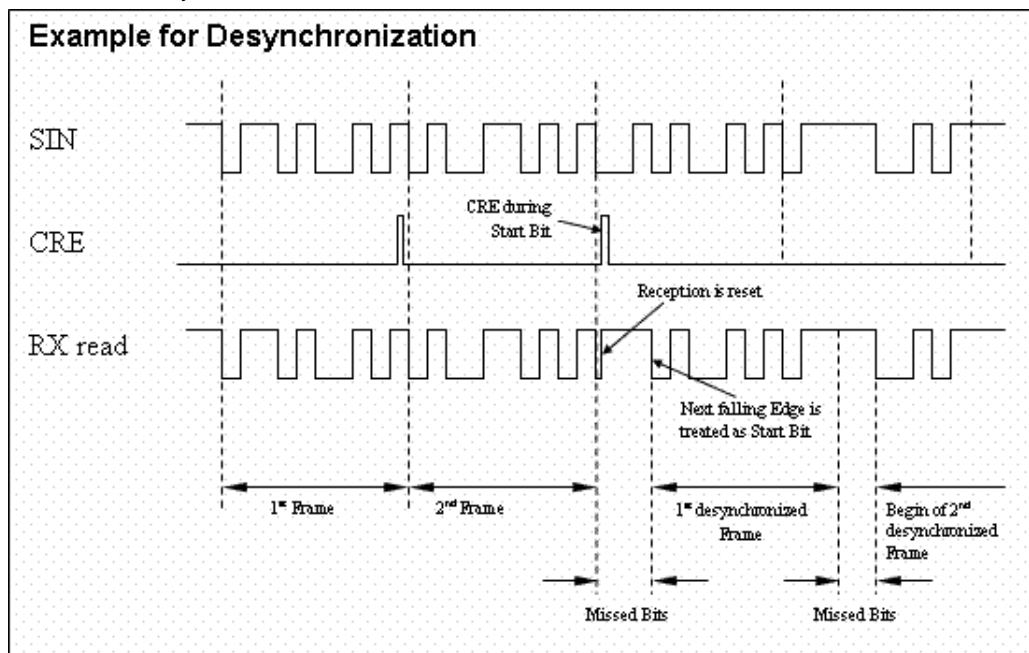 Example for Desynchronization
SIN
CRE during
Start Bit
CRE
Reception is reset
RX read
Next falling Edge is
treated as Start Bit
1st Frame
2nd Frame
1st desynchronized
Frame
Begin of 2nd
desynchronized
Frame
Missed Bits
Missed Bits